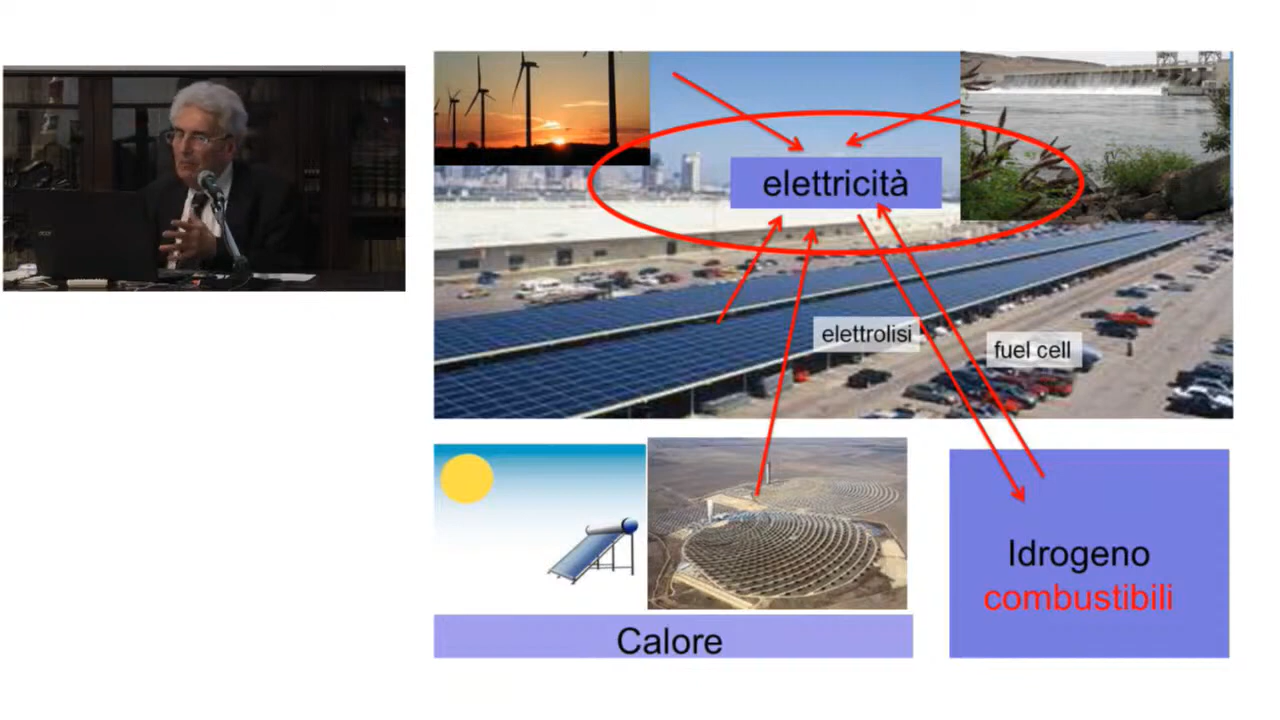 elettricità
elettrolisi
fuel cell
Idrogeno
combustibili
Calore